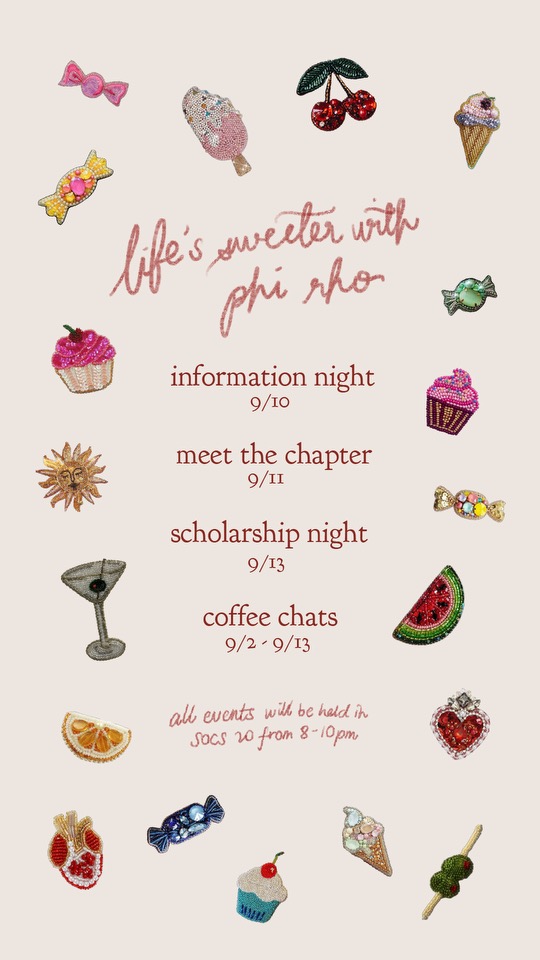 life's sweeter with
phi rho
information night
9/10
meet the chapter
9/11
scholarship night
9/13
coffee chats
9/2 - 9/13
all events will be held in
SOCS 20 from 8-10pm